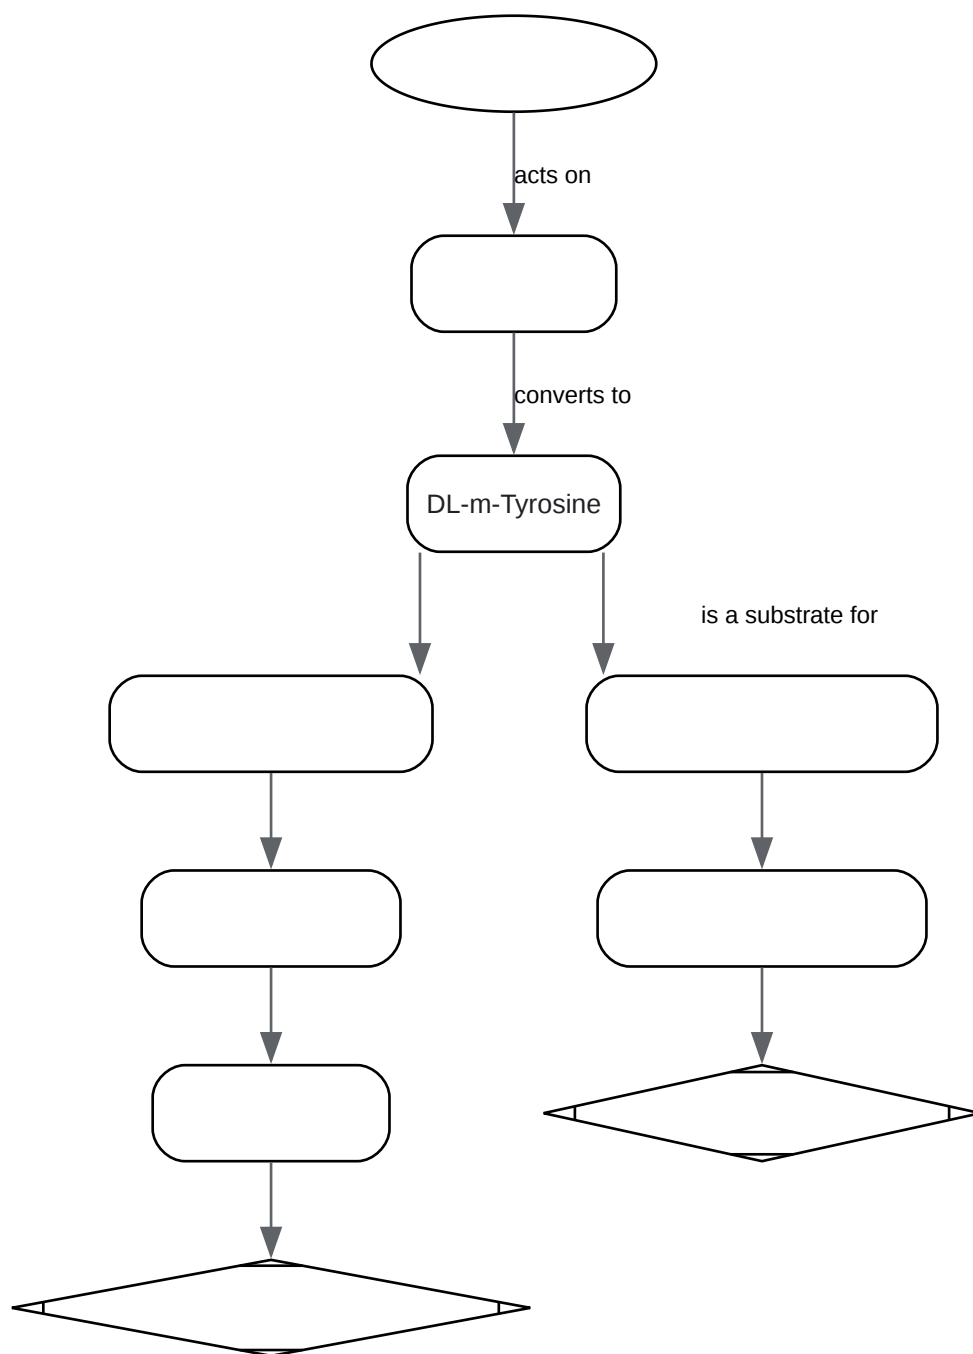 acts on
converts to
DL-m-Tyrosine
is a substrate for